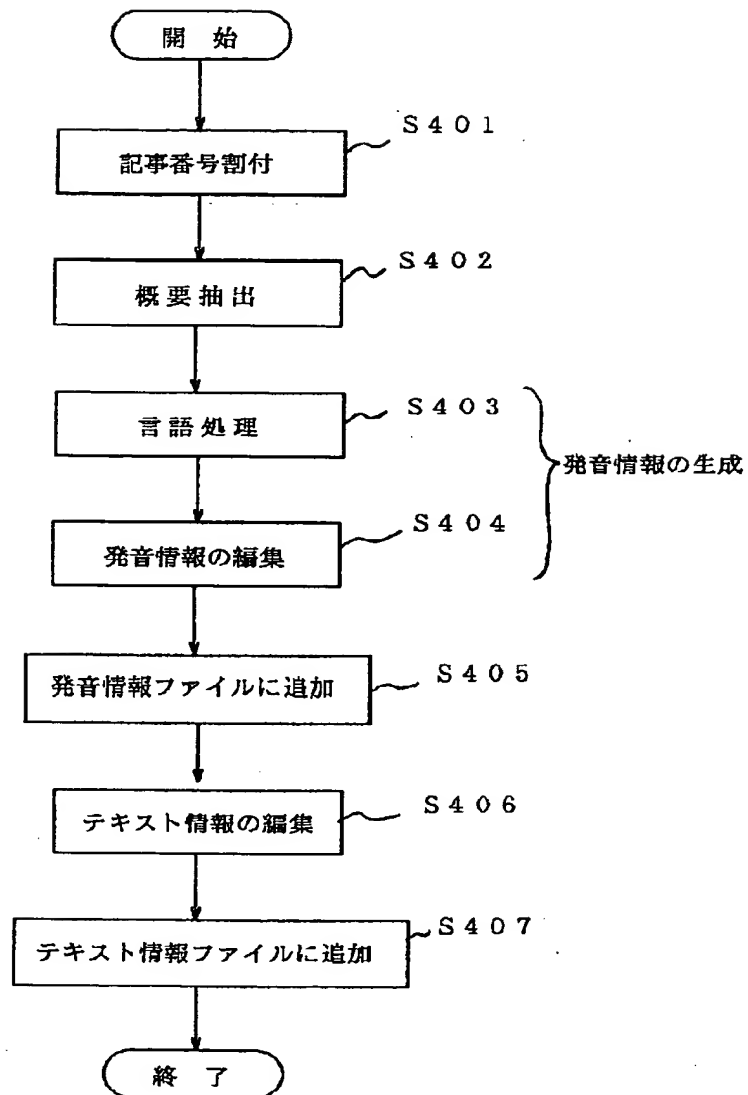 開 始
S401
記事番号割付
S402
概要抽出
S403
言語処理
発音情報の生成
S404
発音情報の編集
S405
発音情報ファイルに追加
S406
テキスト情報の編集
S407
テキスト情報ファイルに追加
終 了